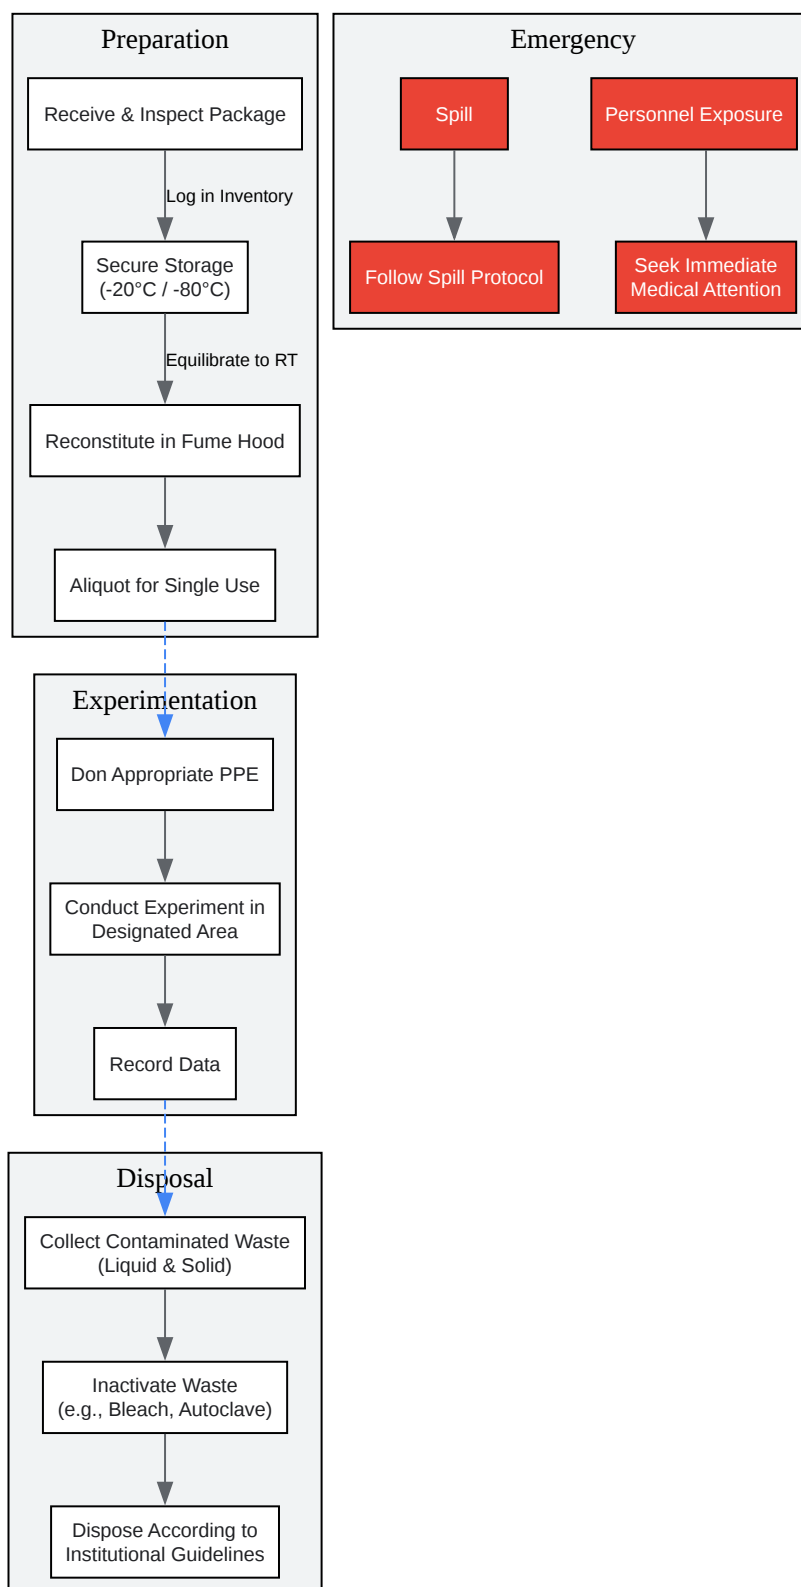 Preparation
Receive & Inspect Package
Log in Inventory
Secure Storage
(-20°C / -80°C)
Equilibrate to RT
Reconstitute in Fume Hood
Aliquot for Single Use
Emergency
Spill
Follow Spill Protocol
Personnel Exposure
Seek Immediate
Medical Attention
Experimentation
Don Appropriate PPE
Conduct Experiment in
Designated Area
Record Data
Disposal
Collect Contaminated Waste
(Liquid & Solid)
Inactivate Waste
(e.g., Bleach, Autoclave)
Dispose According to
Institutional Guidelines